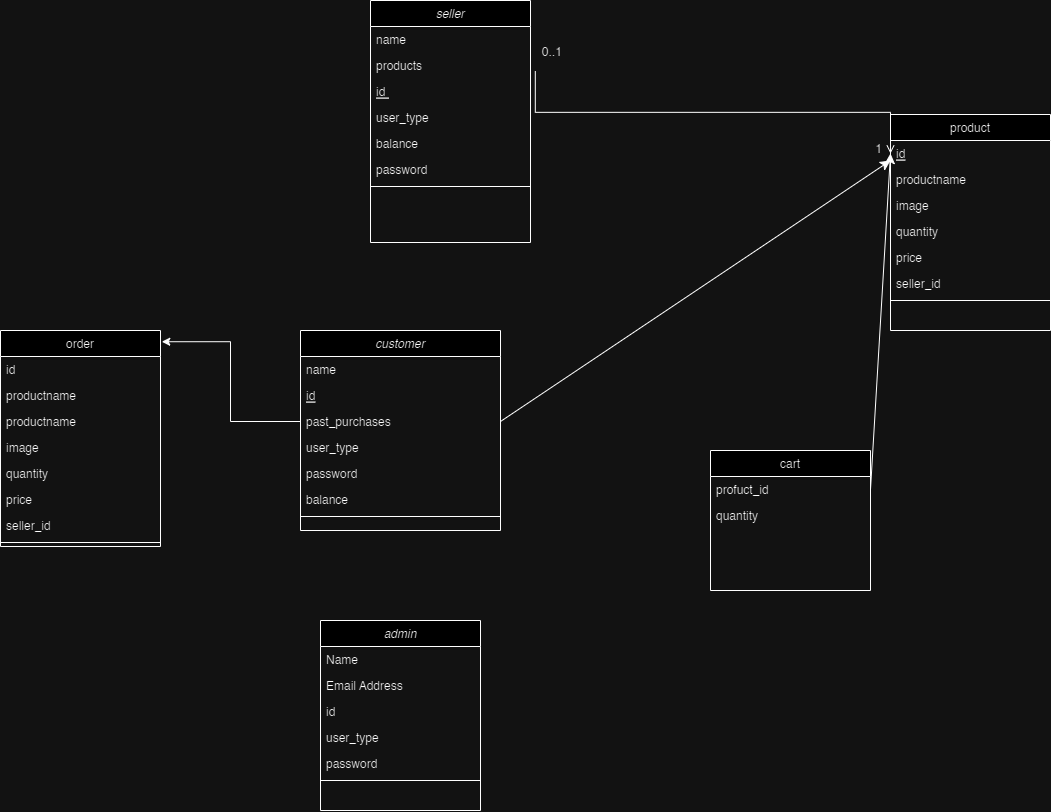 seller
name
products
id
user_type
balance
password
0..1
product
1
id
productname
image
quantity
price
seller_id
order
id
productname
productname
image
quantity
price
seller_id
customer
name
id
past_purchases
user_type
password
balance
cart
profuct_id
quantity
admin
Name
Email Address
id
user_type
password